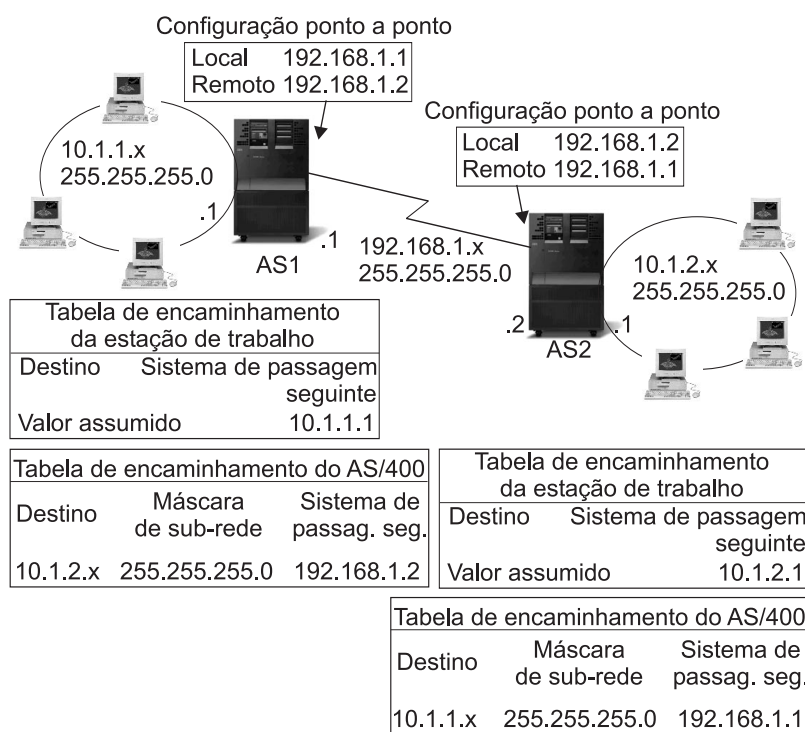 Configuração ponto a ponto
Local 192.168.1.1
Remoto 192.168.1.2
10.1.1.x
255.255.255.0
.1
.1
AS1
192.168.1.x
255.255.255.0
Configuração ponto a ponto
Local 192.168.1.2
Remoto 192.168.1.1
10.1.2.x
255.255.255.0
.2
.1
AS2
Tabela de encaminhamento
da estação de trabalho
Destino Sistema de passagem
seguinte
Valor assumido 10.1.1.1
Tabela de encaminhamento do AS/400
Destino Máscara de sub-rede Sistema de passag. seg.
10.1.2.x 255.255.255.0 192.168.1.2
Tabela de encaminhamento
da estação de trabalho
Destino Sistema de passagem
seguinte
Valor assumido 10.1.2.1
Tabela de encaminhamento do AS/400
Destino Máscara de sub-rede Sistema de passag. seg.
10.1.1.x 255.255.255.0 192.168.1.1